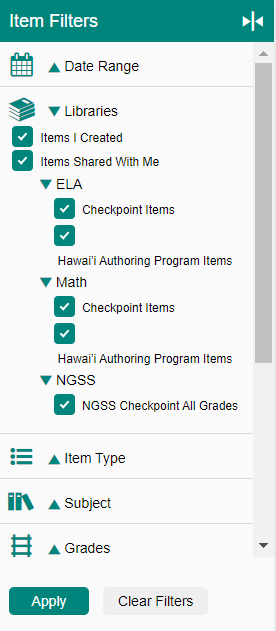 Item Filters
Date Range
Libraries
Items I Created
Items Shared With Me
ELA
Checkpoint Items
Hawai'i Authoring Program Items
Math
Checkpoint Items
Hawai'i Authoring Program Items
NGSS
NGSS Checkpoint All Grades
Item Type
Subject
Grades
Apply Clear Filters